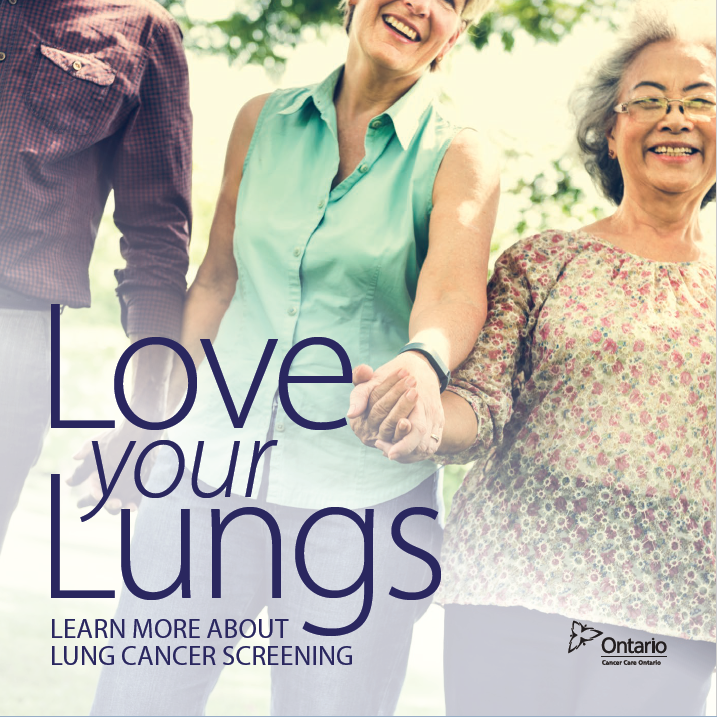 Love
your
Lungs
LEARN MORE ABOUT
LUNG CANCER SCREENING
Ontario
Cancer Care Ontario